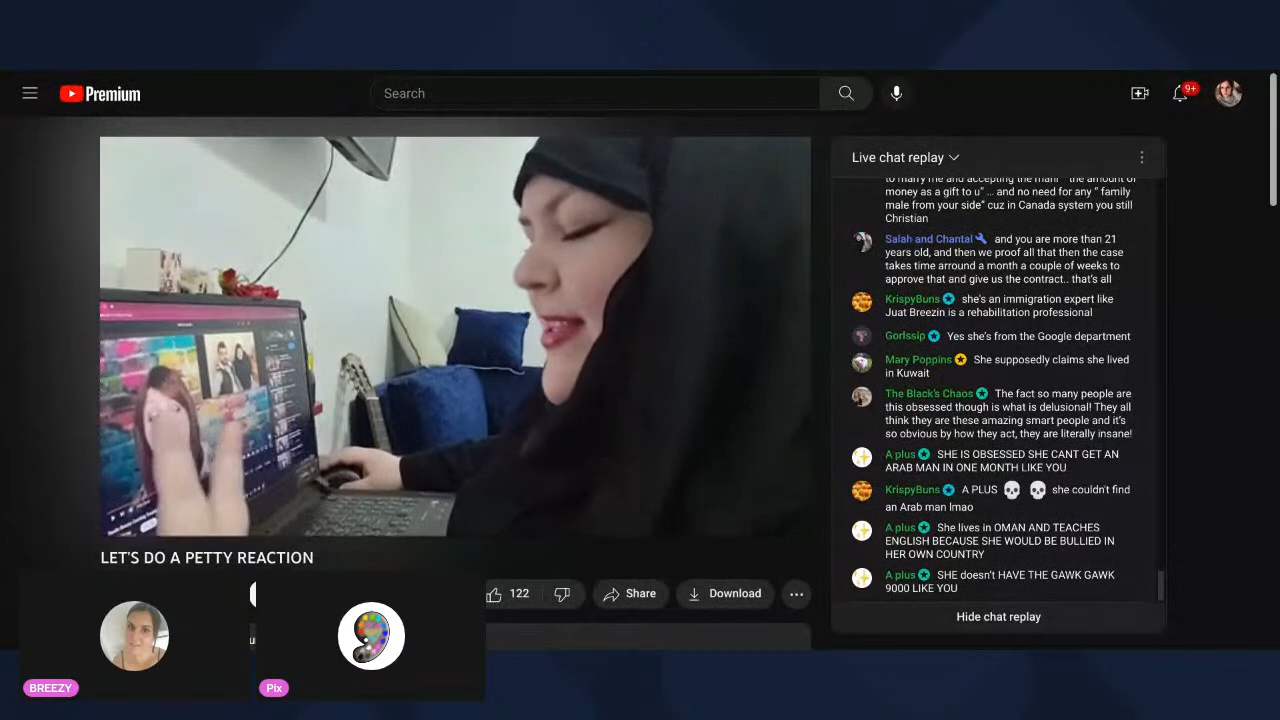 Premium
Search
9+
Live chat replay
to marry me and accepting the mahr “ the amount of
money as a gift to u” ... and no need for any “ family
male from your side” cuz in Canada system you still
Christian
Salah and Chantal and you are more than 21
years old, and then we proof all that then the case
takes time arround a month a couple of weeks to
approve that and give us the contract.. that's all
KrispyBuns she's an immigration expert like
Juat Breezin is a rehabilitation professional
Gorlssip Yes she's from the Google department
Mary Poppins She supposedly claims she lived
in Kuwait
The Black's Chaos The fact so many people are
this obsessed though is what is delusional! They all
think they are these amazing smart people and it's
so obvious by how they act, they are literally insane!
A plus SHE IS OBSESSED SHE CANT GET AN
ARAB MAN IN ONE MONTH LIKE YOU
KrispyBuns A PLUS 💀 💀 she couldn't find
an Arab man lmao
A plus She lives in OMAN AND TEACHES
ENGLISH BECAUSE SHE WOULD BE BULLIED IN
HER OWN COUNTRY
A plus SHE doesn't HAVE THE GAWK GAWK
9000 LIKE YOU
Hide chat replay
LET'S DO A PETTY REACTION
122
Share
Download
BREEZY
Pix